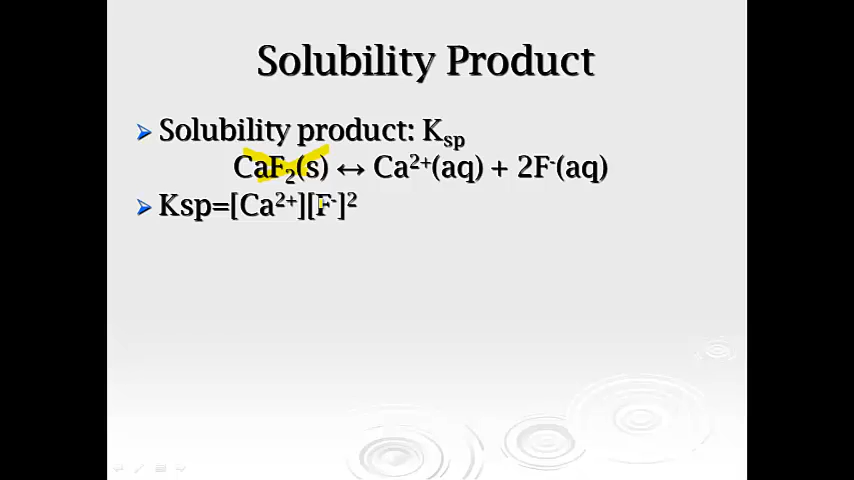 Solubility Product
Solubility product: Kₛₚ
CaF₂(s) ↔ Ca²⁺(aq) + 2F⁻(aq)
Ksp=[Ca²⁺][F⁻]²